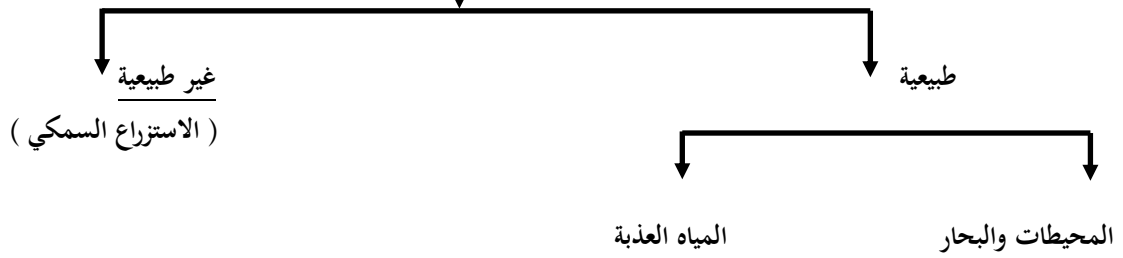 طبيعية
غير طبيعية
( الاستزراع السمكي )
المحيطات والبحار
المياه العذبة